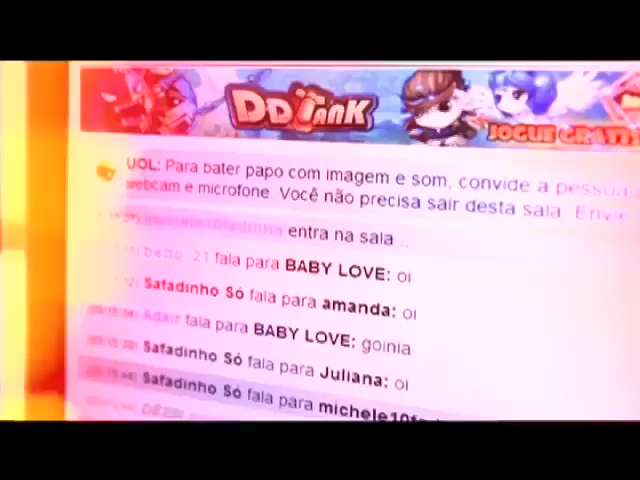 DDTANK
JOGUE GRATIS
UOL: Para bater papo com imagem e som, convide a pessoa
webcam e microfone. Você não precisa sair desta sala. Envie
entra na sala...
betto_21 fala para BABY LOVE: oi
Safadinho Só fala para amanda: oi
Adair fala para BABY LOVE: goinia
Safadinho Só fala para Juliana: oi
Safadinho Só fala para